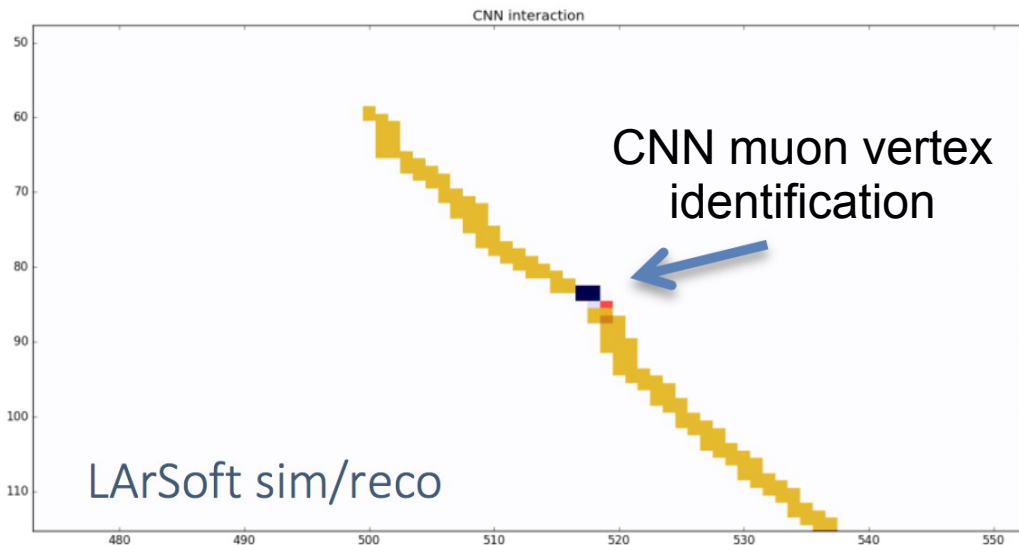 CNN interaction
50
60
70
80
90
100
110
CNN muon vertex
identification
LArSoft sim/reco
480 490 500 510 520 530 540 550